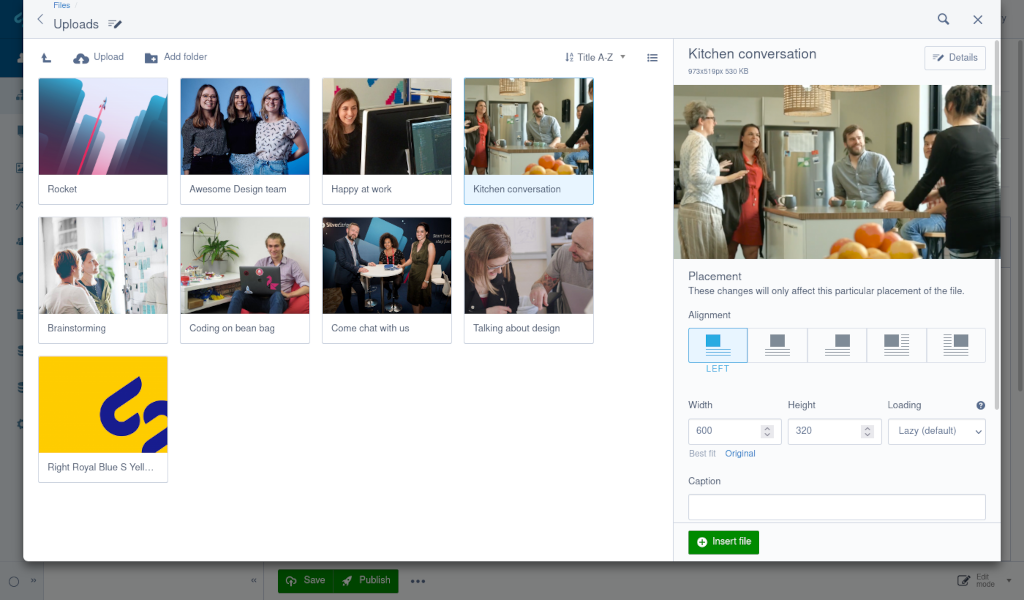 Files /
Uploads
Upload
Add folder
Title A-Z
Rocket
Awesome Design team
Happy at work
Kitchen conversation
Brainstorming
Coding on bean bag
Come chat with us
Talking about design
Right Royal Blue S Yell...
Kitchen conversation
973x519px 530 KB
Details
Placement
These changes will only affect this particular placement of the file.
Alignment
LEFT
Width
Height
Loading
600
320
Lazy (default)
Best fit
Original
Caption
Insert file
Save
Publish
Edit
mode